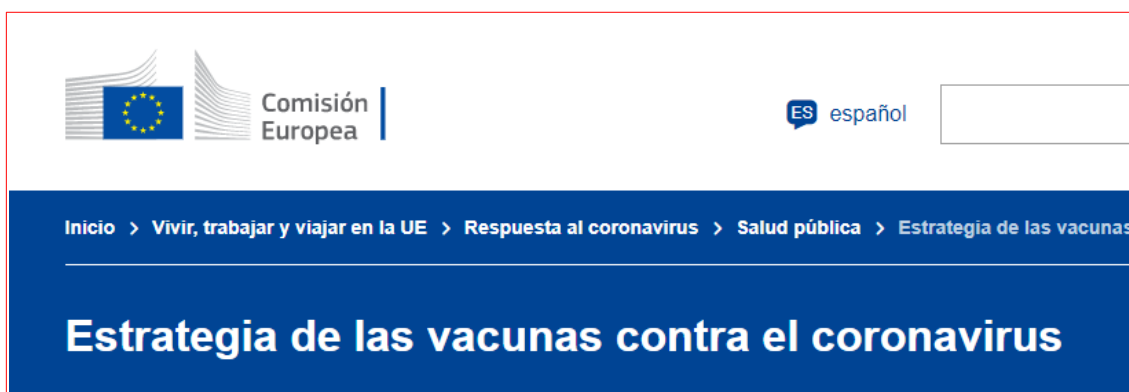 Comisión
Europea
ES español
Inicio > Vivir, trabajar y viajar en la UE > Respuesta al coronavirus > Salud pública > Estrategia de las vacunas
Estrategia de las vacunas contra el coronavirus